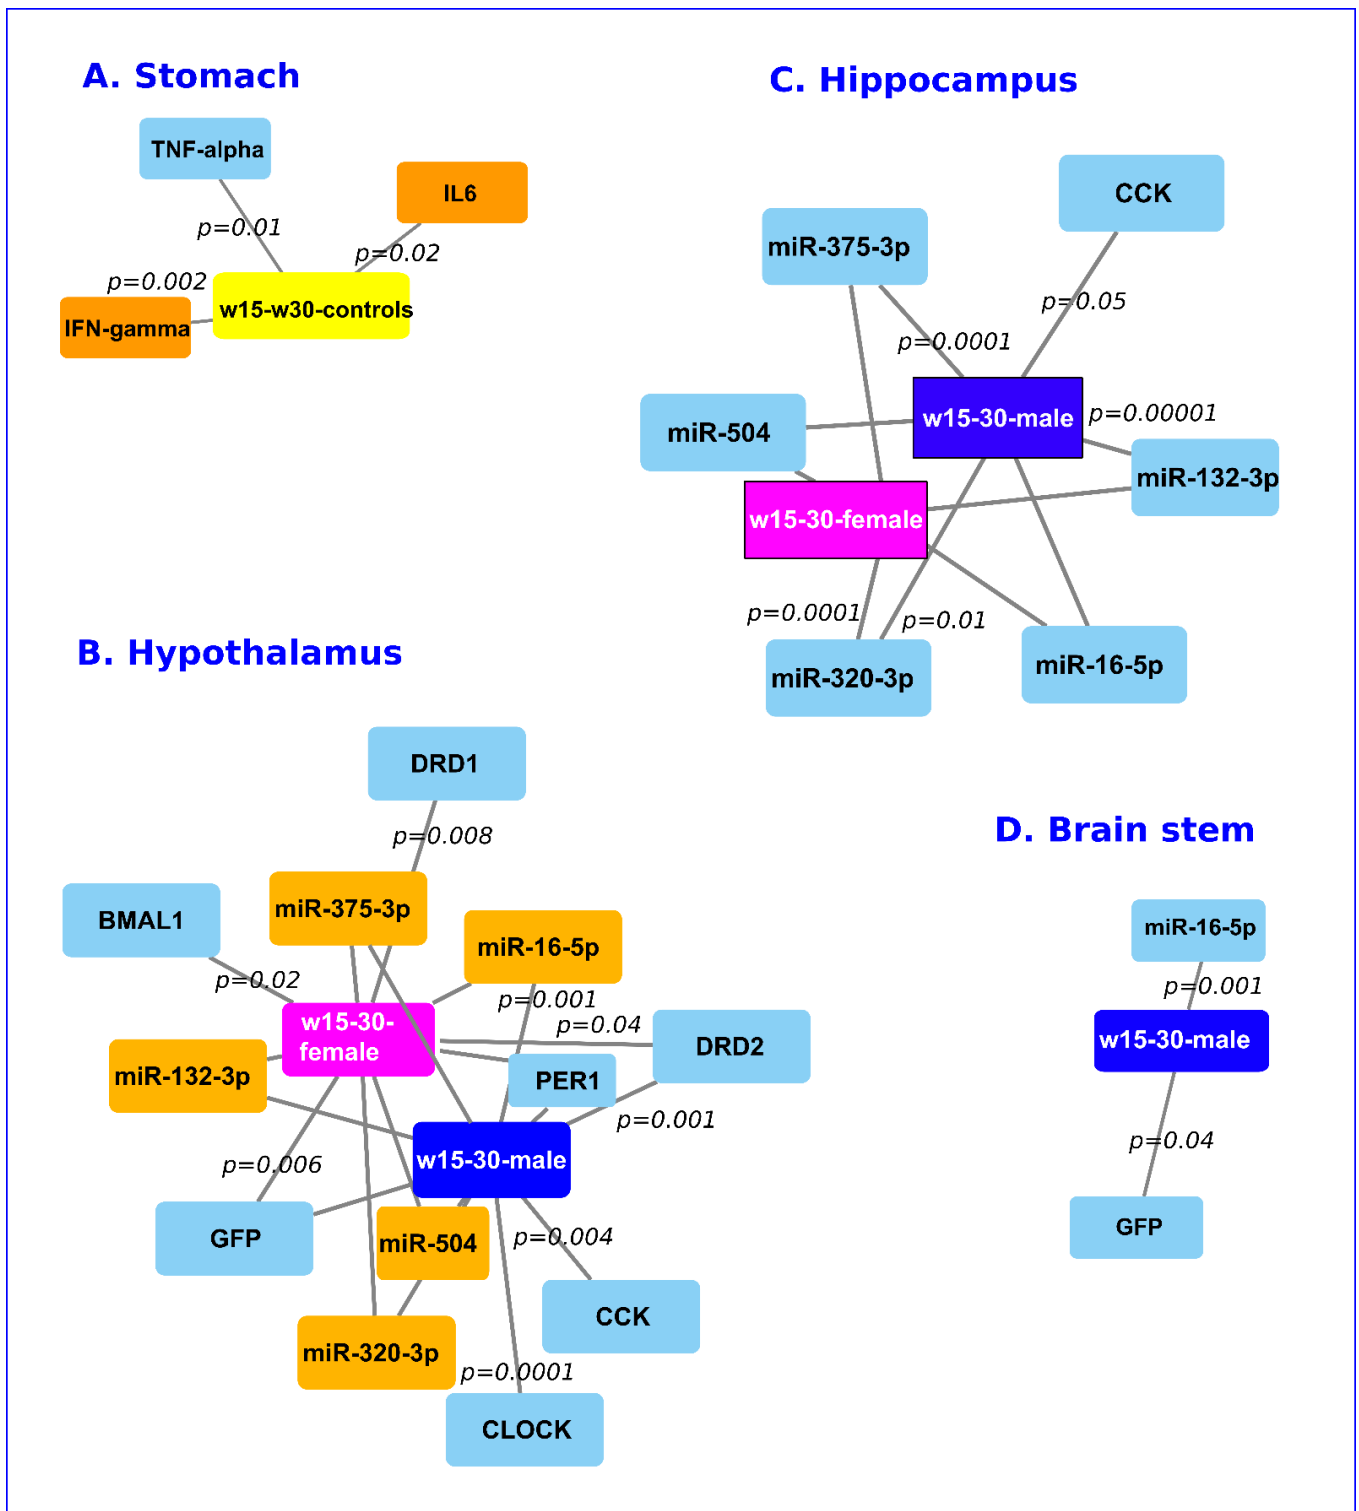 A. Stomach
TNF-alpha
IL6
p=0.01
p=0.02
p=0.002
w15-w30-controls
IFN-gamma
C. Hippocampus
CCK
miR-375-3p
p=0.05
p=0.0001
w15-30-male
p=0.00001
miR-504
miR-132-3p
w15-30-female
p=0.0001
p=0.01
miR-16-5p
miR-320-3p
B. Hypothalamus
DRD1
p=0.008
miR-375-3p
BMAL1
miR-16-5p
p=0.02
p=0.001
w15-30-
female
p=0.04
DRD2
miR-132-3p
PER1
p=0.001
w15-30-male
p=0.006
GFP
miR-504
p=0.004
CCK
miR-320-3p
p=0.0001
CLOCK
D. Brain stem
miR-16-5p
p=0.001
w15-30-male
p=0.04
GFP